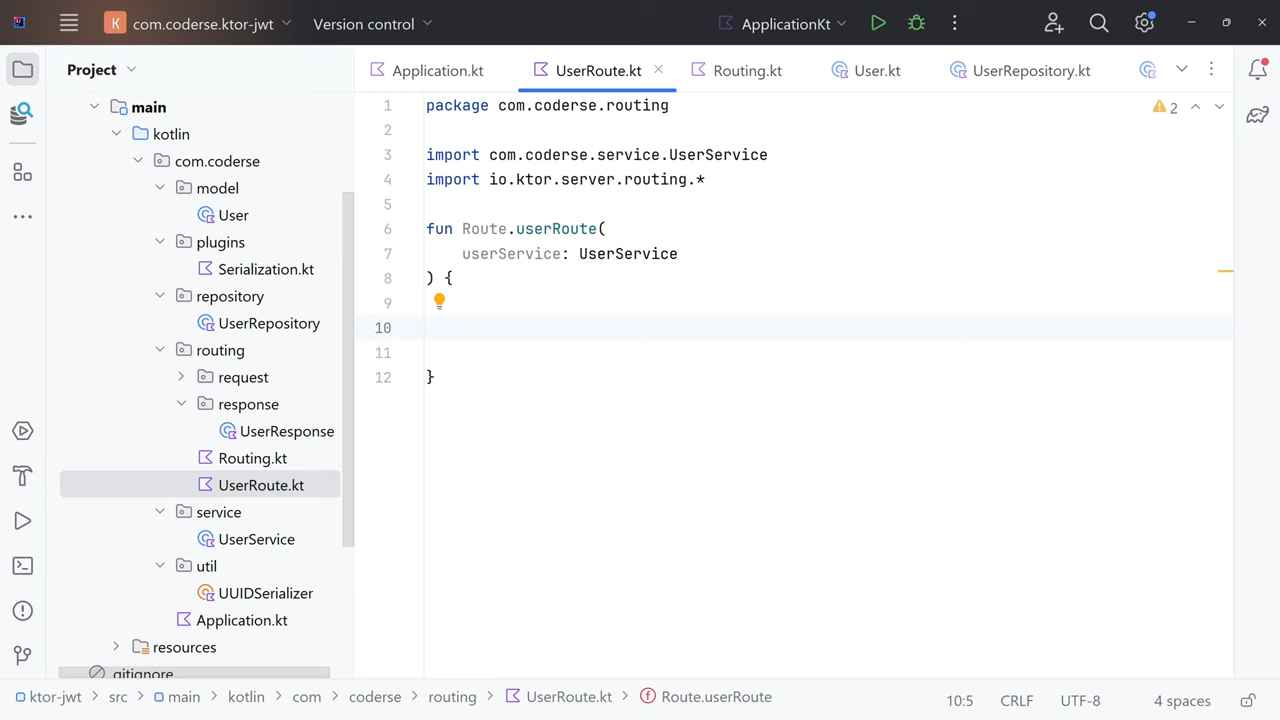 K com.coderse.ktor-jwt Version control ApplicationKt
Project
main
kotlin
com.coderse
model
User
plugins
Serialization.kt
repository
UserRepository
routing
request
response
UserResponse
Routing.kt
UserRoute.kt
service
UserService
util
UUIDSerializer
Application.kt
resources
.gitignore
Application.kt UserRoute.kt Routing.kt User.kt UserRepository.kt
1 package com.coderse.routing
2
3 import com.coderse.service.UserService
4 import io.ktor.server.routing.*
5
6 fun Route.userRoute(
7 userService: UserService
8 ) {
9
10
11
12 }
2
ktor-jwt > src > main > kotlin > com > coderse > routing > UserRoute.kt > f Route.userRoute 10:5 CRLF UTF-8 4 spaces